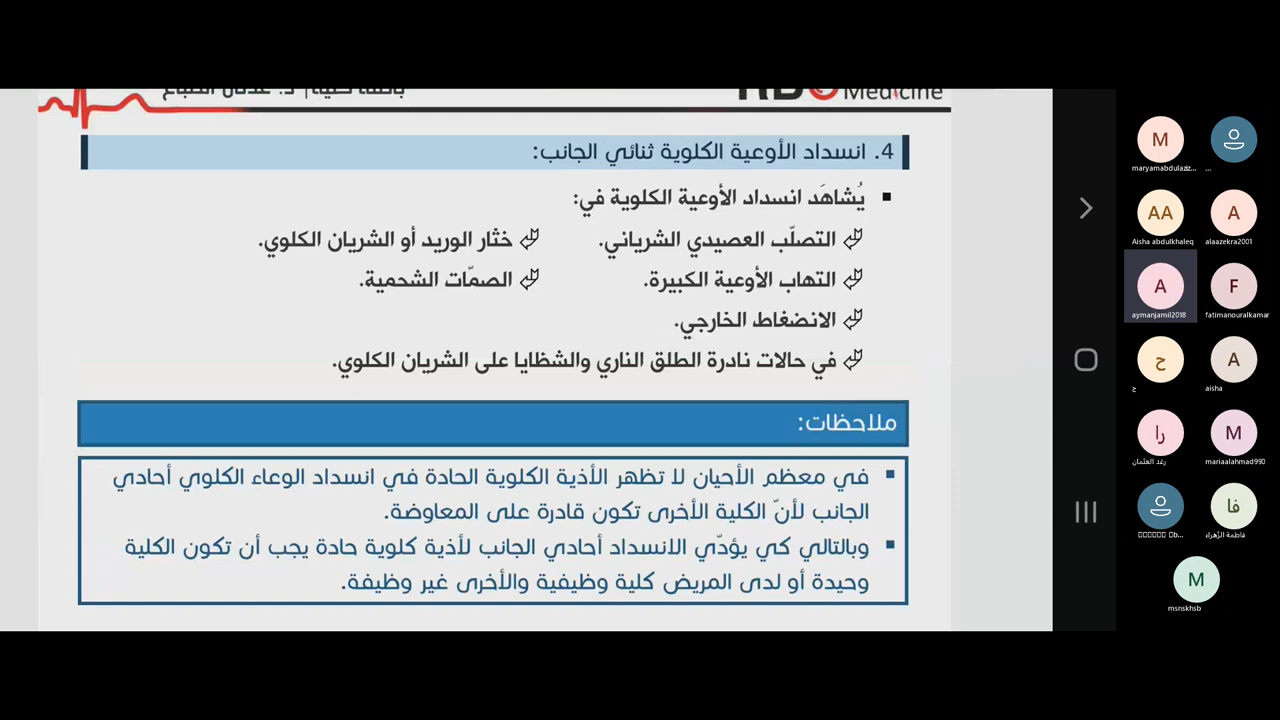 Medicine
4. انسداد الأوعية الكلوية ثنائي الجانب:
▪ يُشاهَد انسداد الأوعية الكلوية في:
التصلّب العصيدي الشرياني. خثار الوريد أو الشريان الكلوي.
التهاب الأوعية الكبيرة. الصمّات الشحمية.
الانضغاط الخارجي.
في حالات نادرة الطلق الناري والشظايا على الشريان الكلوي.
ملاحظات:
▪ في معظم الأحيان لا تظهر الأذية الكلوية الحادة في انسداد الوعاء الكلوي أحادي
الجانب لأنّ الكلية الأخرى تكون قادرة على المعاوضة.
▪ وبالتالي كي يؤدّي الانسداد أحادي الجانب لأذية كلوية حادة يجب أن تكون الكلية
وحيدة أو لدى المريض كلية وظيفية والأخرى غير وظيفة.
M
maryamabdulaziz...
...
AA
Aisha abdulkhaleq
A
alaazekra2001
A
aymanjamil2018
F
fatimanouralkamar
ح
ح
A
aisha
را
رغد العثمان
M
mariaalahmad990
فا
فاطمة الزهراء
M
msnskhsb